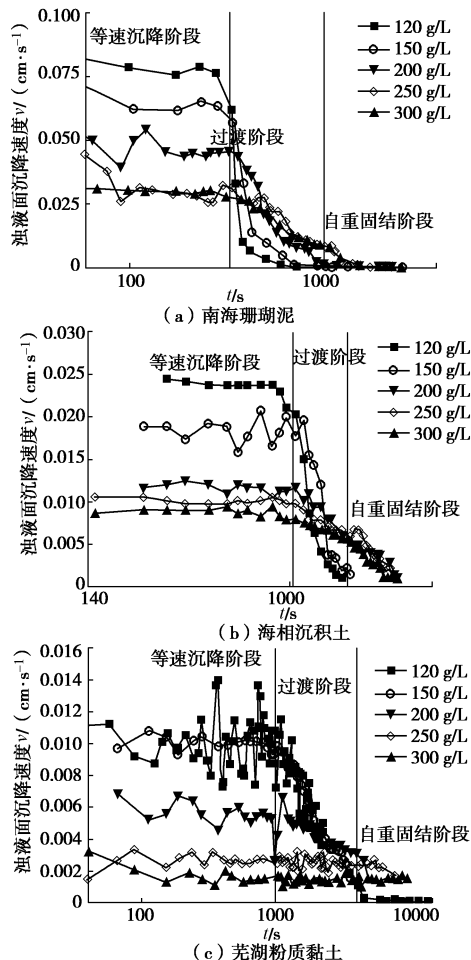 0.100
0.075
0.050
0.025
0
浊液面沉降速度v/（cm·s⁻¹）
等速沉降阶段
过渡阶段
自重固结阶段
120 g/L
150 g/L
200 g/L
250 g/L
300 g/L
100
1000
t/s
（a）南海珊瑚泥
0.030
0.025
0.020
0.015
0.010
0.005
0.000
浊液面沉降速度v/（cm·s⁻¹）
等速沉降阶段
过渡阶段
自重固结阶段
120 g/L
150 g/L
200 g/L
250 g/L
300 g/L
140
1000
t/s
（b）海相沉积土
0.016
0.014
0.012
0.010
0.008
0.006
0.004
0.002
0.000
浊液面沉降速度v/（cm·s⁻¹）
等速沉降阶段
过渡阶段
自重固结阶段
120 g/L
150 g/L
200 g/L
250 g/L
300 g/L
100
1000
10000
t/s
（c）芜湖粉质黏土